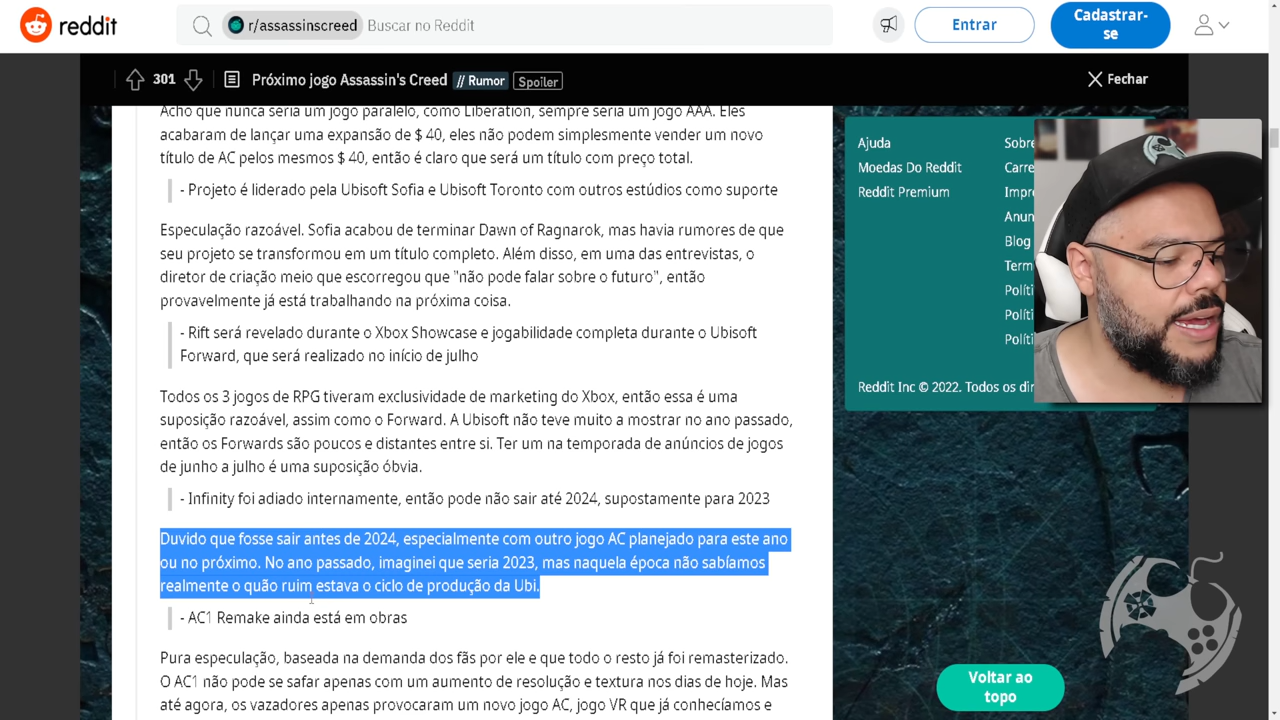 reddit
r/assassinscreed
Buscar no Reddit
Entrar
Cadastrar-
se
301
Próximo jogo Assassin's Creed
// Rumor
Spoiler
Fechar
Acho que nunca seria um jogo paralelo, como Liberation, sempre seria um jogo AAA. Eles
acabaram de lançar uma expansão de $ 40, eles não podem simplesmente vender um novo
título de AC pelos mesmos $ 40, então é claro que será um título com preço total.
- Projeto é liderado pela Ubisoft Sofia e Ubisoft Toronto com outros estúdios como suporte
Especulação razoável. Sofia acabou de terminar Dawn of Ragnarok, mas havia rumores de que
seu projeto se transformou em um título completo. Além disso, em uma das entrevistas, o
diretor de criação meio que escorregou que "não pode falar sobre o futuro", então
provavelmente já está trabalhando na próxima coisa.
- Rift será revelado durante o Xbox Showcase e jogabilidade completa durante o Ubisoft
Forward, que será realizado no início de julho
Todos os 3 jogos de RPG tiveram exclusividade de marketing do Xbox, então essa é uma
suposição razoável, assim como o Forward. A Ubisoft não teve muito a mostrar no ano passado,
então os Forwards são poucos e distantes entre si. Ter um na temporada de anúncios de jogos
de junho a julho é uma suposição óbvia.
- Infinity foi adiado internamente, então pode não sair até 2024, supostamente para 2023
Duvido que fosse sair antes de 2024, especialmente com outro jogo AC planejado para este ano
ou no próximo. No ano passado, imaginei que seria 2023, mas naquela época não sabíamos
realmente o quão ruim estava o ciclo de produção da Ubi.
- AC1 Remake ainda está em obras
Pura especulação, baseada na demanda dos fãs por ele e que todo o resto já foi remasterizado.
O AC1 não pode se safar apenas com um aumento de resolução e textura nos dias de hoje. Mas
até agora, os vazadores apenas provocaram um novo jogo AC, jogo VR que já conhecíamos e
Ajuda
Sobre
Moedas Do Reddit
Carre
Reddit Premium
Impre
Anun
Blog
Term
Políti
Políti
Políti
Reddit Inc © 2022. Todos os dir
Voltar ao
topo